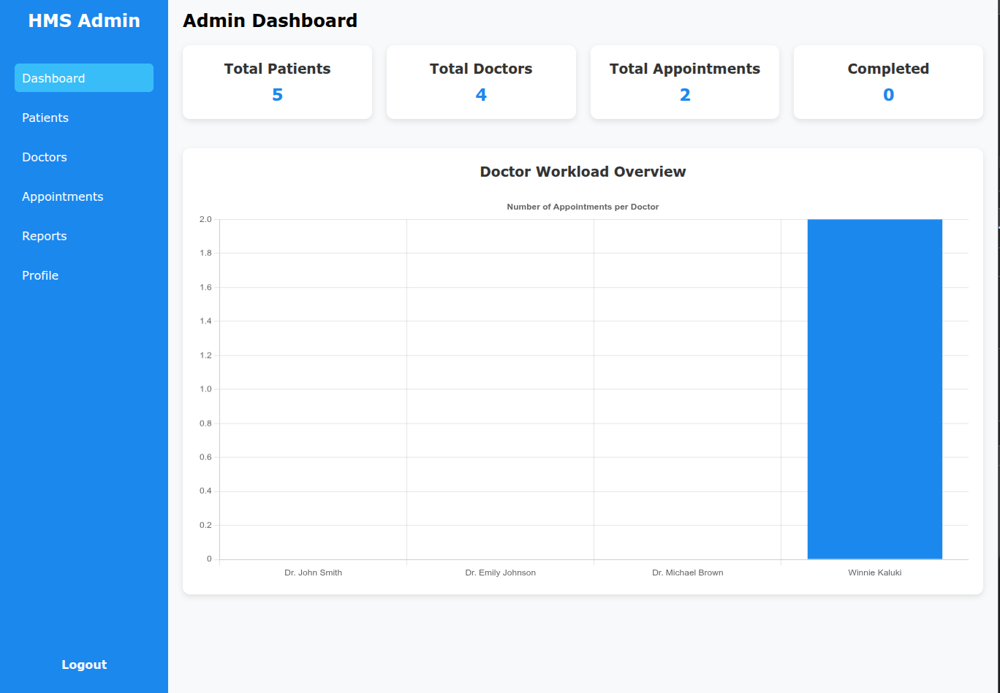 HMS Admin
Dashboard
Patients
Doctors
Appointments
Reports
Profile
Logout
Admin Dashboard
Total Patients
5
Total Doctors
4
Total Appointments
2
Completed
0
Doctor Workload Overview
Number of Appointments per Doctor
2.0
1.8
1.6
1.4
1.2
1.0
0.8
0.6
0.4
0.2
0
Dr. John Smith
Dr. Emily Johnson
Dr. Michael Brown
Winnie Kaluki